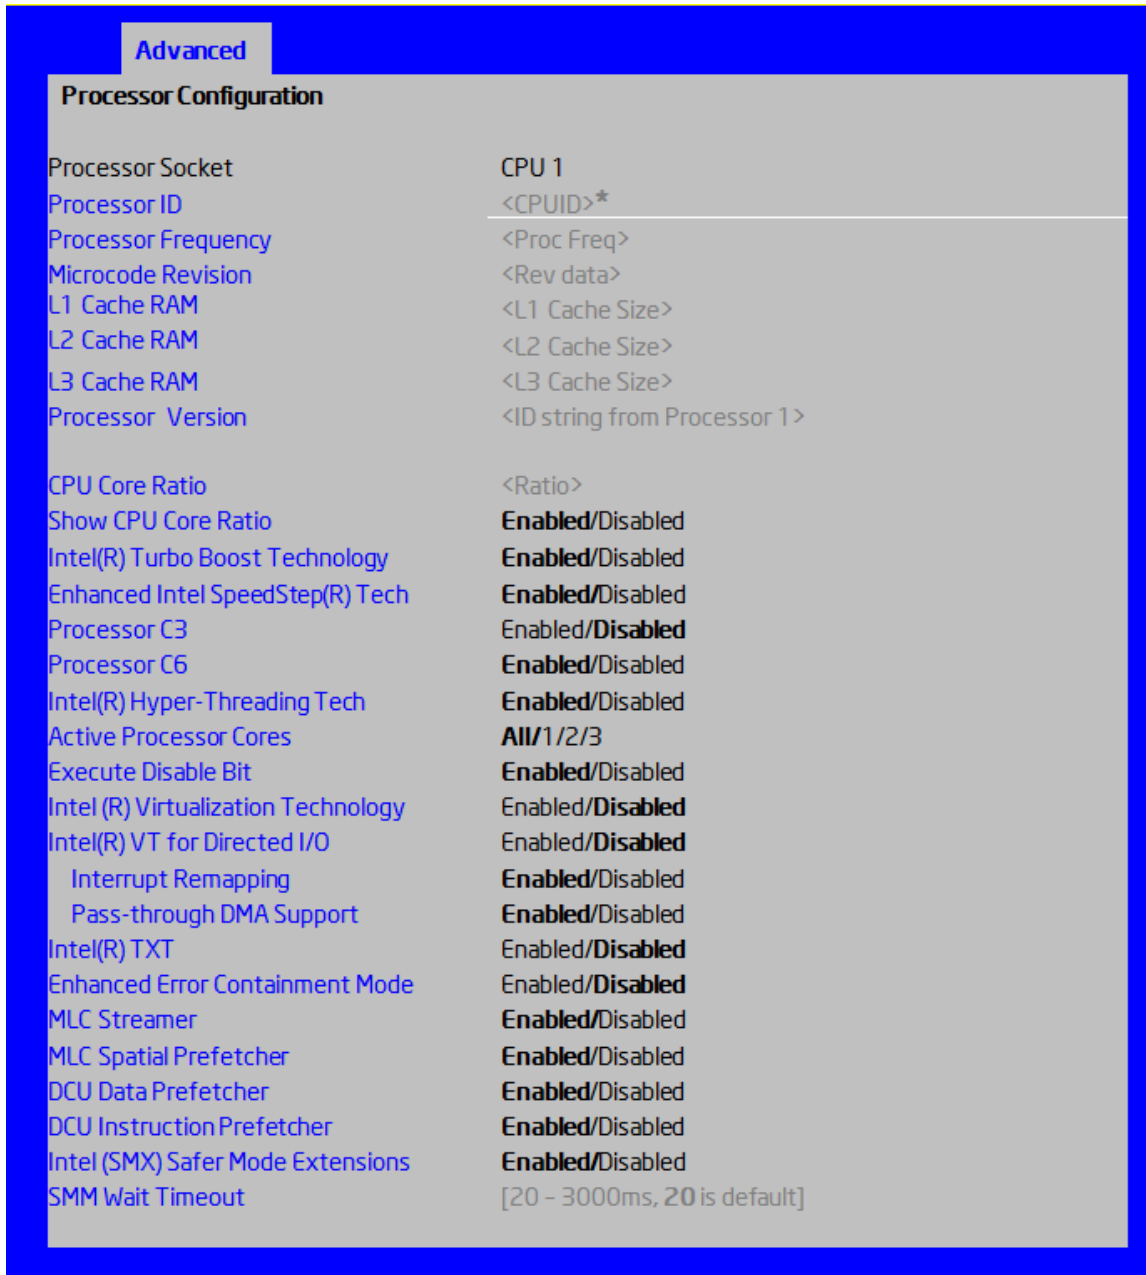 Advanced
Processor Configuration
Processor Socket CPU 1
Processor ID <CPUID>*
Processor Frequency <Proc Freq>
Microcode Revision <Rev data>
L1 Cache RAM <L1 Cache Size>
L2 Cache RAM <L2 Cache Size>
L3 Cache RAM <L3 Cache Size>
Processor Version <ID string from Processor 1>
CPU Core Ratio <Ratio>
Show CPU Core Ratio Enabled/Disabled
Intel(R) Turbo Boost Technology Enabled/Disabled
Enhanced Intel SpeedStep(R) Tech Enabled/Disabled
Processor C3 Enabled/Disabled
Processor C6 Enabled/Disabled
Intel(R) Hyper-Threading Tech Enabled/Disabled
Active Processor Cores All/1/2/3
Execute Disable Bit Enabled/Disabled
Intel (R) Virtualization Technology Enabled/Disabled
Intel(R) VT for Directed I/O Enabled/Disabled
Interrupt Remapping Enabled/Disabled
Pass-through DMA Support Enabled/Disabled
Intel(R) TXT Enabled/Disabled
Enhanced Error Containment Mode Enabled/Disabled
MLC Streamer Enabled/Disabled
MLC Spatial Prefetcher Enabled/Disabled
DCU Data Prefetcher Enabled/Disabled
DCU Instruction Prefetcher Enabled/Disabled
Intel (SMX) Safer Mode Extensions Enabled/Disabled
SMM Wait Timeout [20 – 3000ms, 20 is default]